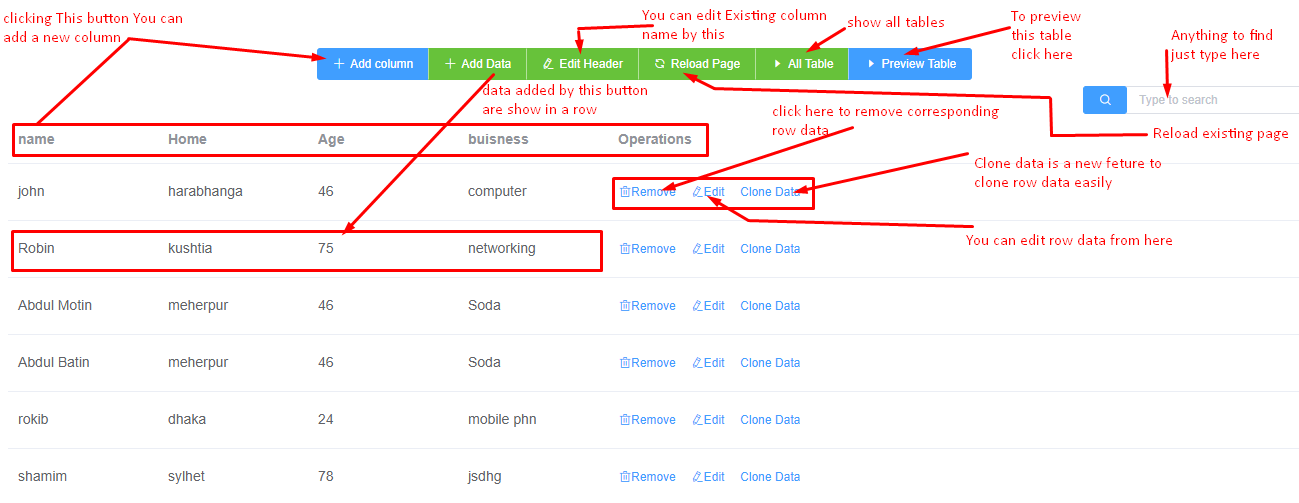 clicking This button You can
add a new column
You can edit Existing column
name by this
show all tables
To preview
this table
click here
Anything to find
just type here
Add column
Add Data
Edit Header
Reload Page
All Table
Preview Table
data added by this button
are show in a row
Type to search
click here to remove corresponding
row data
Reload existing page
name Home Age buisness Operations
Clone data is a new feture to
clone row data easily
john harabhanga 46 computer Remove Edit Clone Data
You can edit row data from here
Robin kushtia 75 networking Remove Edit Clone Data
Abdul Motin meherpur 46 Soda Remove Edit Clone Data
Abdul Batin meherpur 46 Soda Remove Edit Clone Data
rokib dhaka 24 mobile phn Remove Edit Clone Data
shamim sylhet 78 jsdhg Remove Edit Clone Data